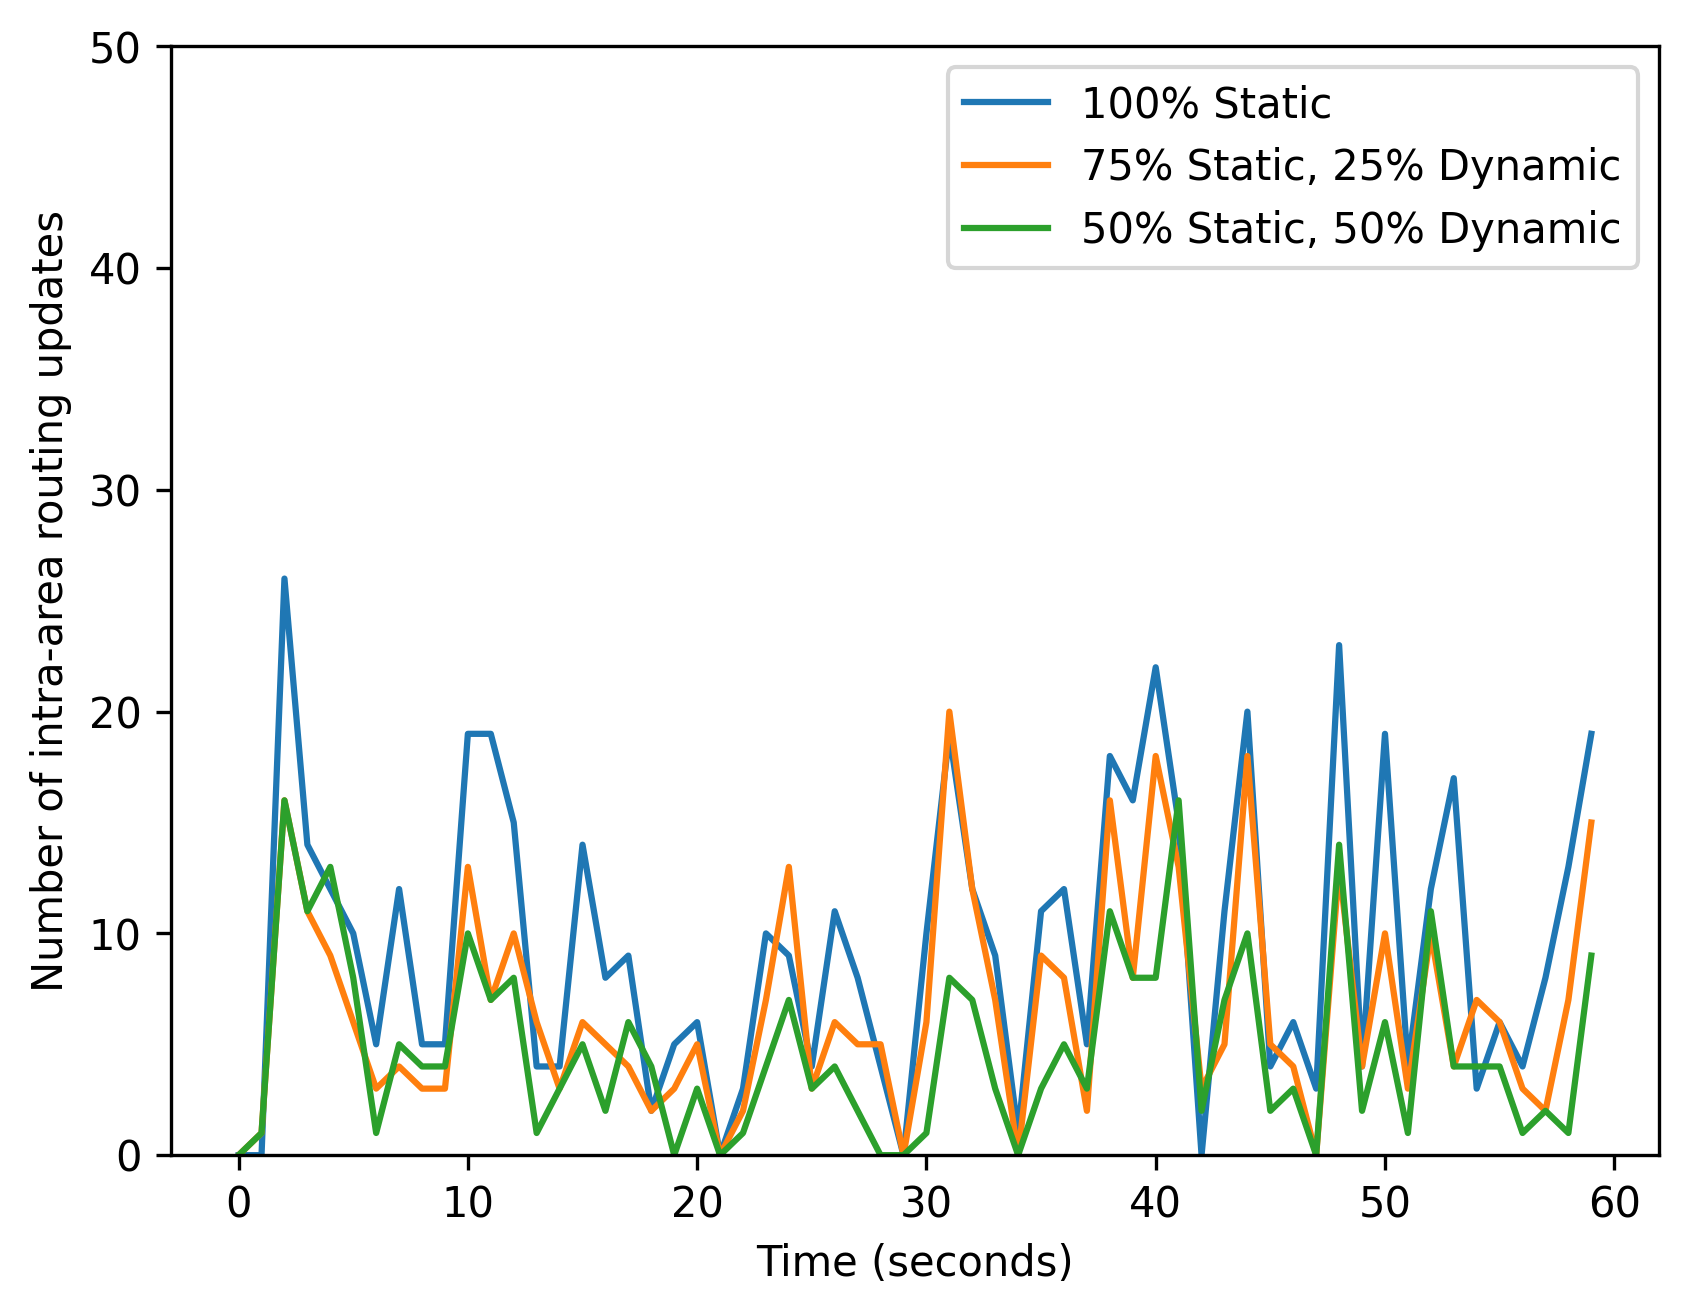 50
40
30
20
10
0
Number of intra-area routing updates
100% Static
75% Static, 25% Dynamic
50% Static, 50% Dynamic
0 10 20 30 40 50 60
Time (seconds)